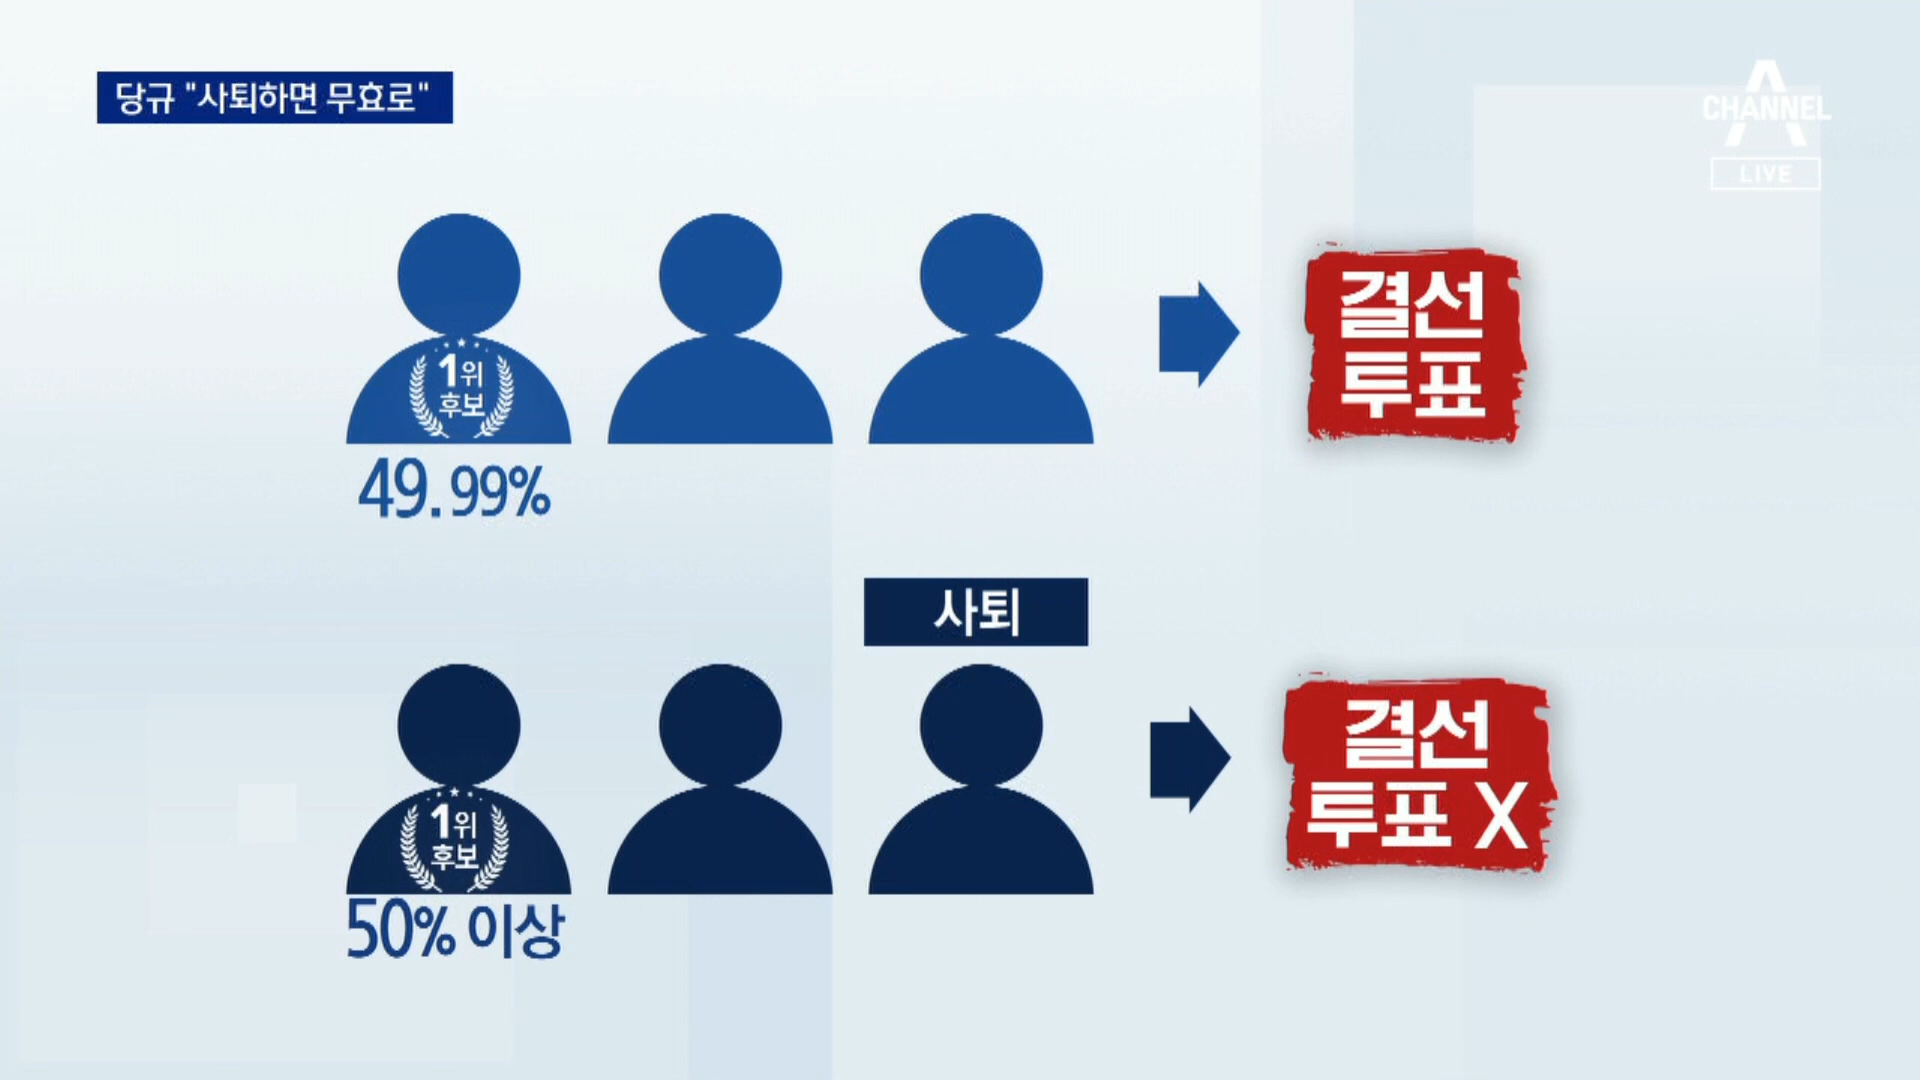 당규 "사퇴하면 무효로"
CHANNEL A
LIVE
1위
후보
49.99%
결선
투표
사퇴
1위
후보
50% 이상
결선
투표 X